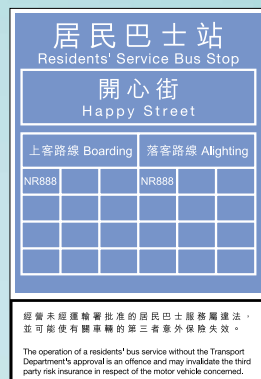 居民巴士站
Residents' Service Bus Stop
開心街
Happy Street
上客路線 Boarding 落客路線 Alighting
NR888 NR888
經營未經運輸署批准的居民巴士服務屬違法，
並可能使有關車輛的第三者意外保險失效。
The operation of a residents' bus service without the Transport
Department's approval is an offence and may invalidate the third
party risk insurance in respect of the motor vehicle concerned.